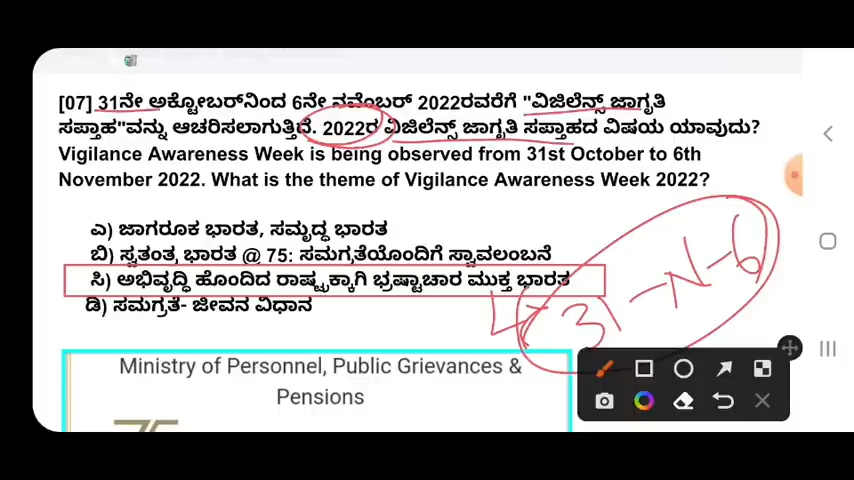 [07] 31ನೇ ಅಕ್ಟೋಬರ್‌ನಿಂದ 6ನೇ ನವೆಂಬರ್ 2022ರವರೆಗೆ "ವಿಜಿಲೆನ್ಸ್ ಜಾಗೃತಿ
ಸಪ್ತಾಹ"ವನ್ನು ಆಚರಿಸಲಾಗುತ್ತಿದೆ. 2022ರ ವಿಜಿಲೆನ್ಸ್ ಜಾಗೃತಿ ಸಪ್ತಾಹದ ವಿಷಯ ಯಾವುದು?
Vigilance Awareness Week is being observed from 31st October to 6th
November 2022. What is the theme of Vigilance Awareness Week 2022?
ಎ) ಜಾಗರೂಕ ಭಾರತ, ಸಮೃದ್ಧ ಭಾರತ
ಬಿ) ಸ್ವತಂತ್ರ ಭಾರತ @ 75: ಸಮಗ್ರತೆಯೊಂದಿಗೆ ಸ್ವಾವಲಂಬನೆ
ಸಿ) ಅಭಿವೃದ್ಧಿ ಹೊಂದಿದ ರಾಷ್ಟ್ರಕ್ಕಾಗಿ ಭ್ರಷ್ಟಾಚಾರ ಮುಕ್ತ ಭಾರತ
ಡಿ) ಸಮಗ್ರತೆ- ಜೀವನ ವಿಧಾನ
31-N-6
Ministry of Personnel, Public Grievances &
Pensions